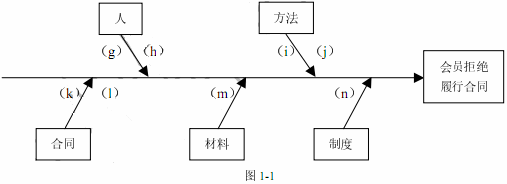 人
方法
(g) (h)
(i) (j)
会员拒绝
履行合同
(k) (l)
(m)
(n)
合同
材料
制度
图 1-1